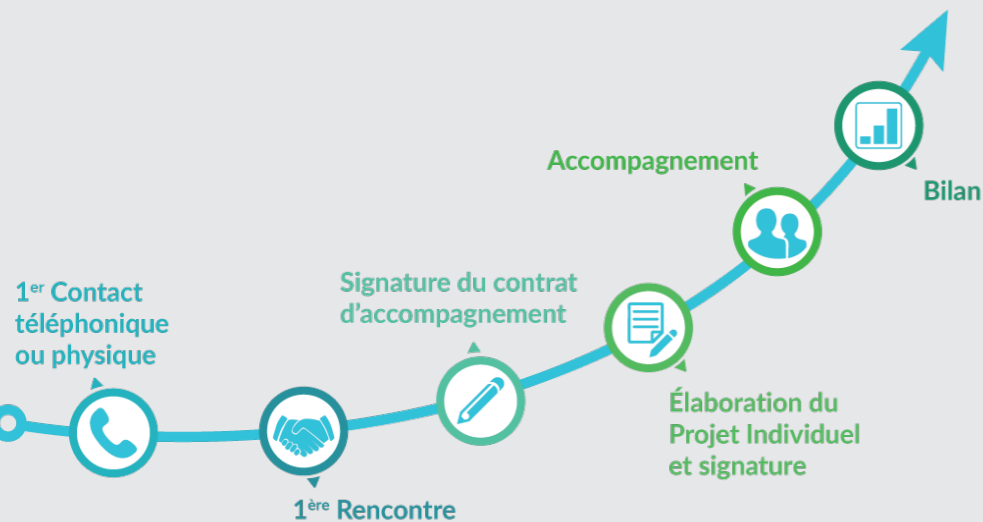 1er Contact
téléphonique
ou physique
1ère Rencontre
Signature du contrat
d’accompagnement
Élaboration du
Projet Individuel
et signature
Accompagnement
Bilan